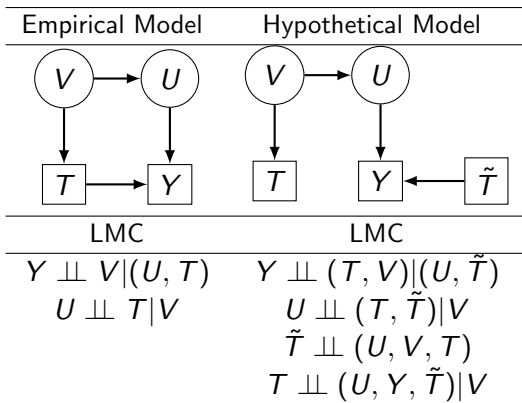 Empirical Model Hypothetical Model
V U V U
T Y T Y T̃
LMC LMC
Y ⫫ V|(U, T) Y ⫫ (T, V)|(U, T̃)
U ⫫ T|V U ⫫ (T, T̃)|V
T̃ ⫫ (U, V, T)
T ⫫ (U, Y, T̃)|V